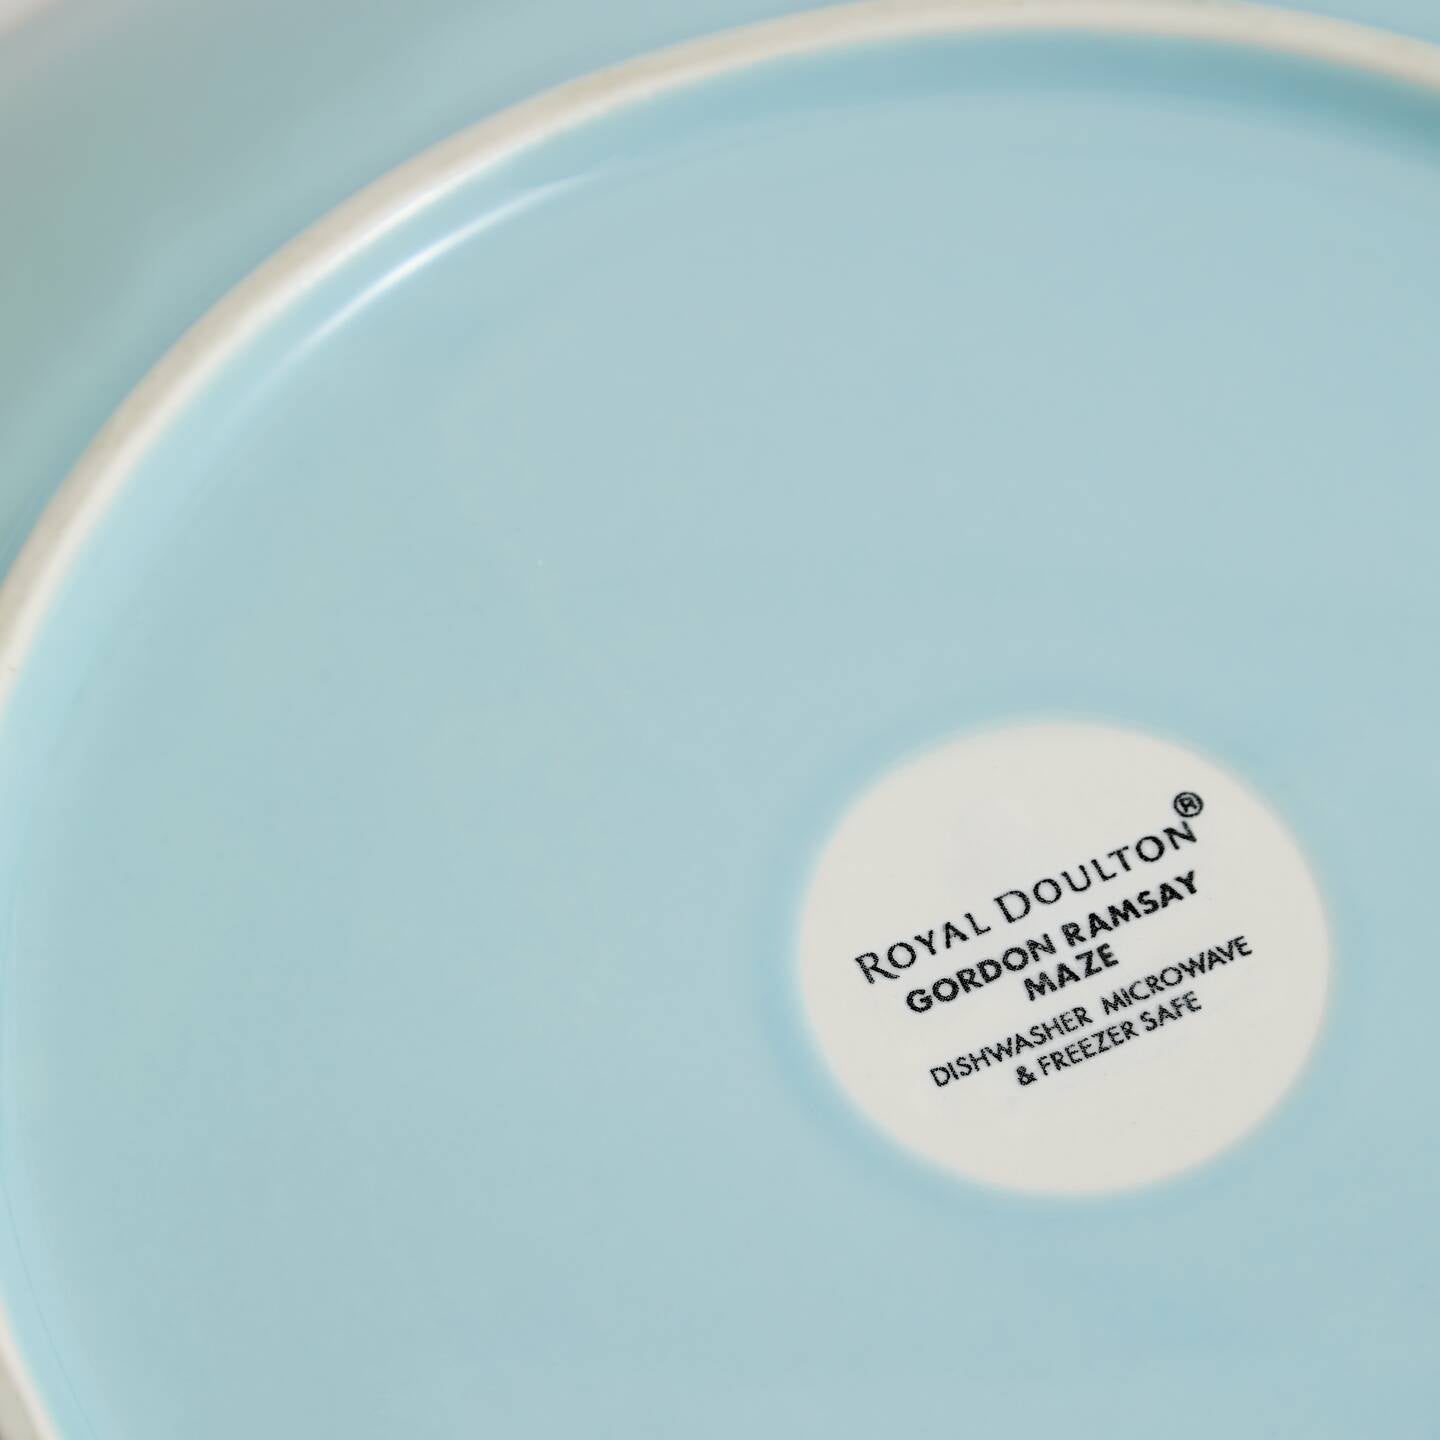 ROYAL DOULTON®
GORDON RAMSAY
MAZE
DISHWASHER MICROWAVE
& FREEZER SAFE